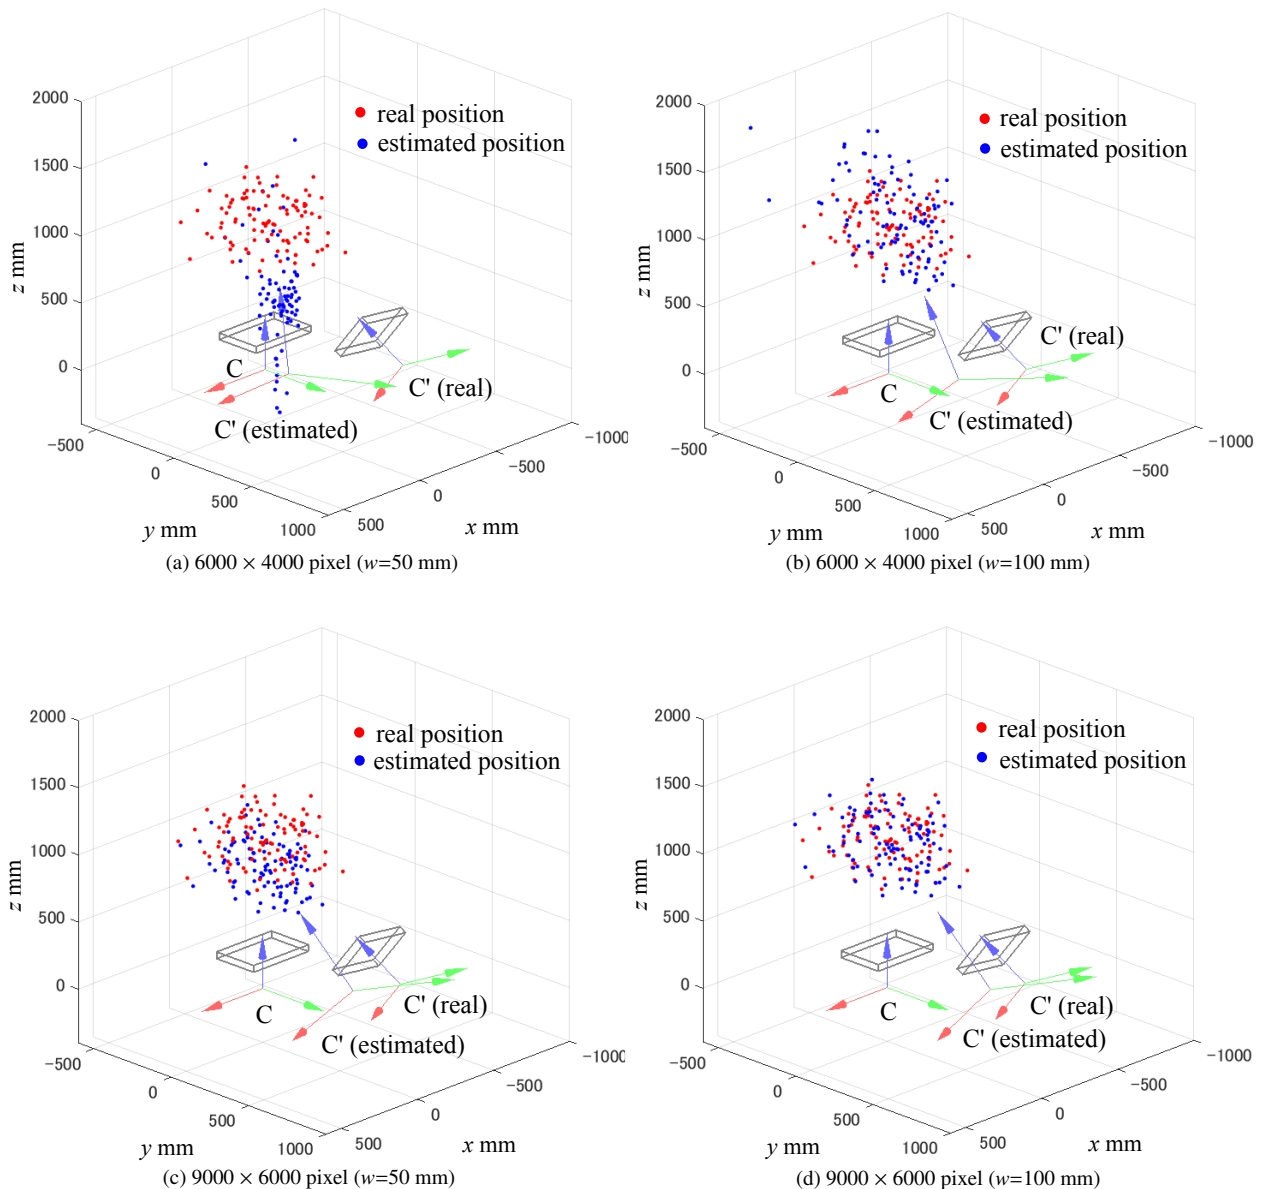 2000
1500
1000
500
0
z mm
real position
estimated position
C
C' (real)
C' (estimated)
-500
0
500
1000
y mm
500
0
-500
-1000
x mm
(a) 6000 × 4000 pixel (w=50 mm)
2000
1500
1000
500
0
z mm
real position
estimated position
C' (real)
C
C' (estimated)
-500
0
500
1000
y mm
500
0
-500
-1000
x mm
(b) 6000 × 4000 pixel (w=100 mm)
2000
1500
1000
500
0
z mm
real position
estimated position
C' (real)
C
C' (estimated)
-500
0
500
1000
y mm
500
0
-500
-1000
x mm
(c) 9000 × 6000 pixel (w=50 mm)
2000
1500
1000
500
0
z mm
real position
estimated position
C' (real)
C
C' (estimated)
-500
0
500
1000
y mm
500
0
-500
-1000
x mm
(d) 9000 × 6000 pixel (w=100 mm)